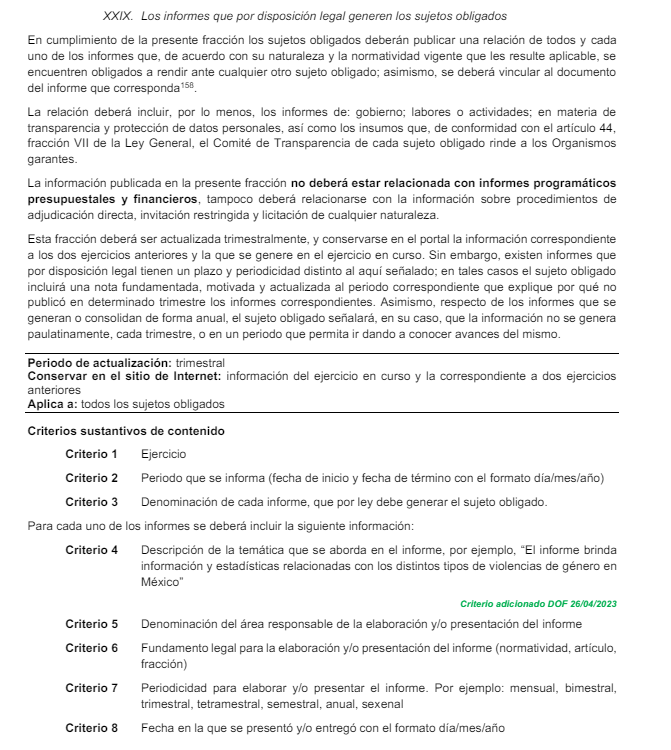 XXIX. Los informes que por disposición legal generen los sujetos obligados
En cumplimiento de la presente fracción los sujetos obligados deberán publicar una relación de todos y cada
uno de los informes que, de acuerdo con su naturaleza y la normatividad vigente que les resulte aplicable, se
encuentren obligados a rendir ante cualquier otro sujeto obligado; asimismo, se deberá vincular al documento
del informe que corresponda158.
La relación deberá incluir, por lo menos, los informes de: gobierno; labores o actividades; en materia de
transparencia y protección de datos personales, así como los insumos que, de conformidad con el artículo 44,
fracción VII de la Ley General, el Comité de Transparencia de cada sujeto obligado rinde a los Organismos
garantes.
La información publicada en la presente fracción no deberá estar relacionada con informes programáticos
presupuestales y financieros, tampoco deberá relacionarse con la información sobre procedimientos de
adjudicación directa, invitación restringida y licitación de cualquier naturaleza.
Esta fracción deberá ser actualizada trimestralmente, y conservarse en el portal la información correspondiente
a los dos ejercicios anteriores y la que se genere en el ejercicio en curso. Sin embargo, existen informes que
por disposición legal tienen un plazo y periodicidad distinto al aquí señalado; en tales casos el sujeto obligado
incluirá una nota fundamentada, motivada y actualizada al periodo correspondiente que explique por qué no
publicó en determinado trimestre los informes correspondientes. Asimismo, respecto de los informes que se
generan o consolidan de forma anual, el sujeto obligado señalará, en su caso, que la información no se genera
paulatinamente, cada trimestre, o en un periodo que permita ir dando a conocer avances del mismo.
Periodo de actualización: trimestral
Conservar en el sitio de Internet: información del ejercicio en curso y la correspondiente a dos ejercicios
anteriores
Aplica a: todos los sujetos obligados
Criterios sustantivos de contenido
Criterio 1 Ejercicio
Criterio 2 Periodo que se informa (fecha de inicio y fecha de término con el formato día/mes/año)
Criterio 3 Denominación de cada informe, que por ley debe generar el sujeto obligado.
Para cada uno de los informes se deberá incluir la siguiente información:
Criterio 4 Descripción de la temática que se aborda en el informe, por ejemplo, “El informe brinda
información y estadísticas relacionadas con los distintos tipos de violencias de género en
México”
Criterio adicionado DOF 26/04/2023
Criterio 5 Denominación del área responsable de la elaboración y/o presentación del informe
Criterio 6 Fundamento legal para la elaboración y/o presentación del informe (normatividad, artículo,
fracción)
Criterio 7 Periodicidad para elaborar y/o presentar el informe. Por ejemplo: mensual, bimestral,
trimestral, tetramestral, semestral, anual, sexenal
Criterio 8 Fecha en la que se presentó y/o entregó con el formato día/mes/año